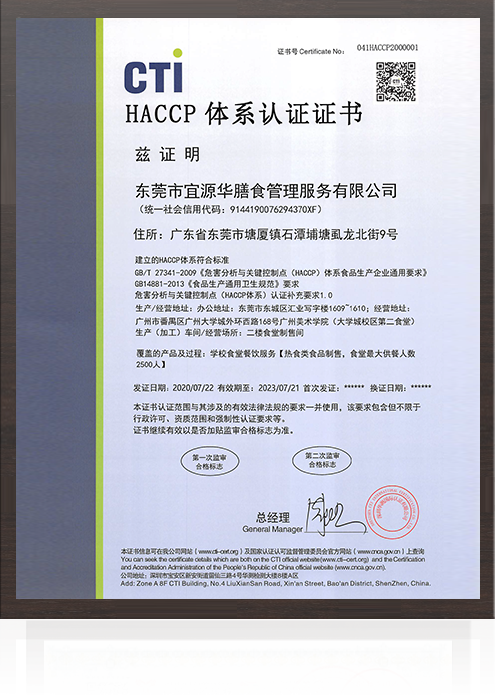 证书号 Certificate No: 041HACCP2000001
CTI
HACCP 体系认证证书
兹 证 明
东莞市宜源华膳食管理服务有限公司
（统一社会信用代码：91441900762943​70XF）
住所：广东省东莞市塘厦镇石潭埔塘虱龙北街9号
建立的HACCP体系符合标准
GB/T 27341-2009《危害分析与关键控制点（HACCP）体系食品生产企业通用要求》
GB14881-2013《食品生产通用卫生规范》要求
危害分析与关键控制点（HACCP体系）认证补充要求1.0
生产/经营地址：办公地址：东莞市东城区汇业写字楼1609~1610；经营地址：
广州市番禺区广州大学城外环西路168号广州美术学院（大学城校区第二食堂）
生产（加工）车间/经营场所：二楼食堂制售间
覆盖的产品及过程：学校食堂餐饮服务【热食类食品制售，食堂最大供餐人数
2500人】
发证日期：2020/07/22 有效期至：2023/07/21 首次发证：****** 换证日期：******
本证书认证范围与其涉及的有效法律法规的要求一并使用，该要求包含但不限于
行政许可、资质范围和强制性认证要求等。
证书继续有效以是否加贴监审合格标志为准。
第一次监审
合格标志
第二次监审
合格标志
总经理
General Manager
本证书信息可在我公司网站（www.cti-cert.org）及国家认证认可监督管理委员会官方网站（www.cnca.gov.cn）上查询
You can seek the certificate details which are both on the CTI official website(www.cti-cert.org) and the Certification
and Accreditation Administration of the People's Republic of China official website (www.cnca.gov.cn).
公司地址：深圳市宝安区新安街道留仙三路4号华测检测大楼8楼A区
Add: Zone A 8F CTI Building, No.4 LiuXianSan Road, Xin'an Street, Bao'an District, ShenZhen, China.